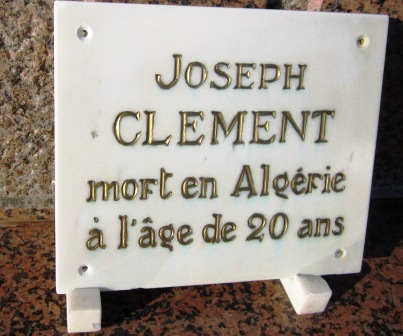 JOSEPH
CLEMENT
mort en Algérie
à l'âge de 20 ans